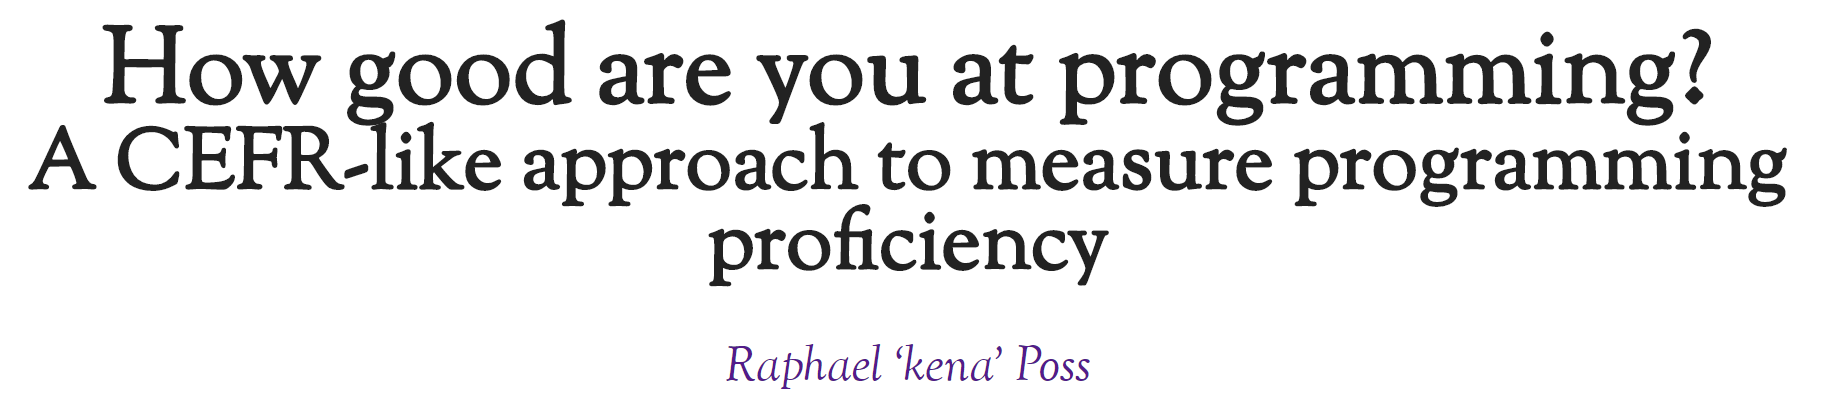 How good are you at programming?
A CEFR-like approach to measure programming
proficiency
Raphael ‘kena’ Poss